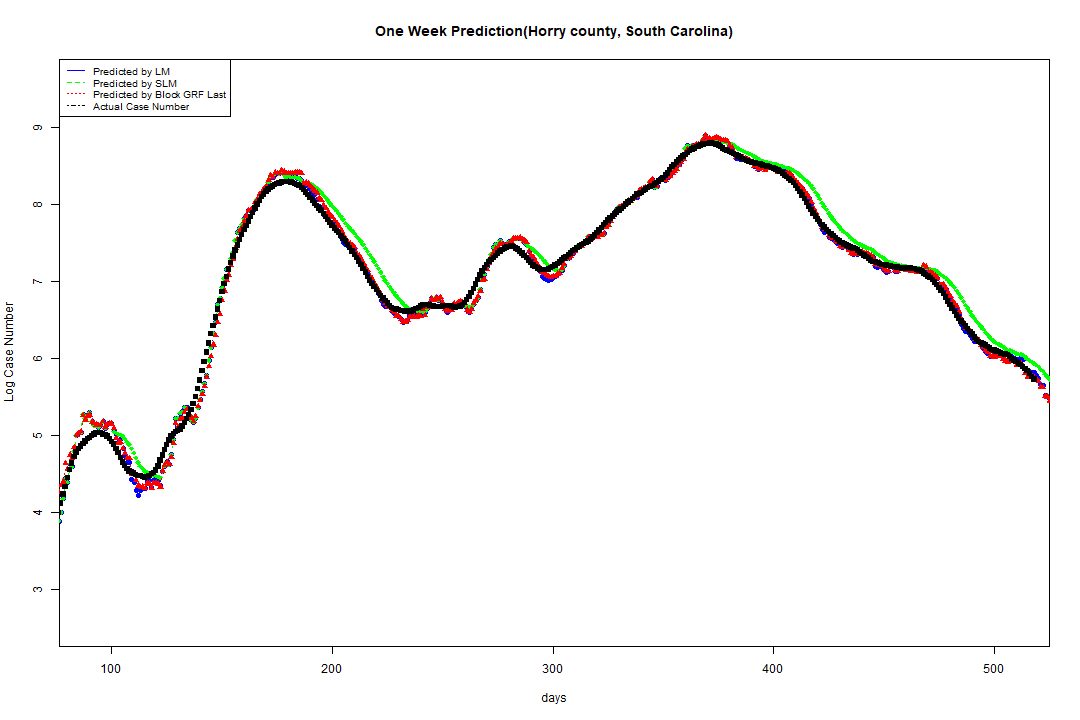 One Week Prediction(Horry county, South Carolina)
Predicted by LM
Predicted by SLM
Predicted by Block GRF Last
Actual Case Number
9
8
7
6
5
4
3
Log Case Number
100 200 300 400 500
days